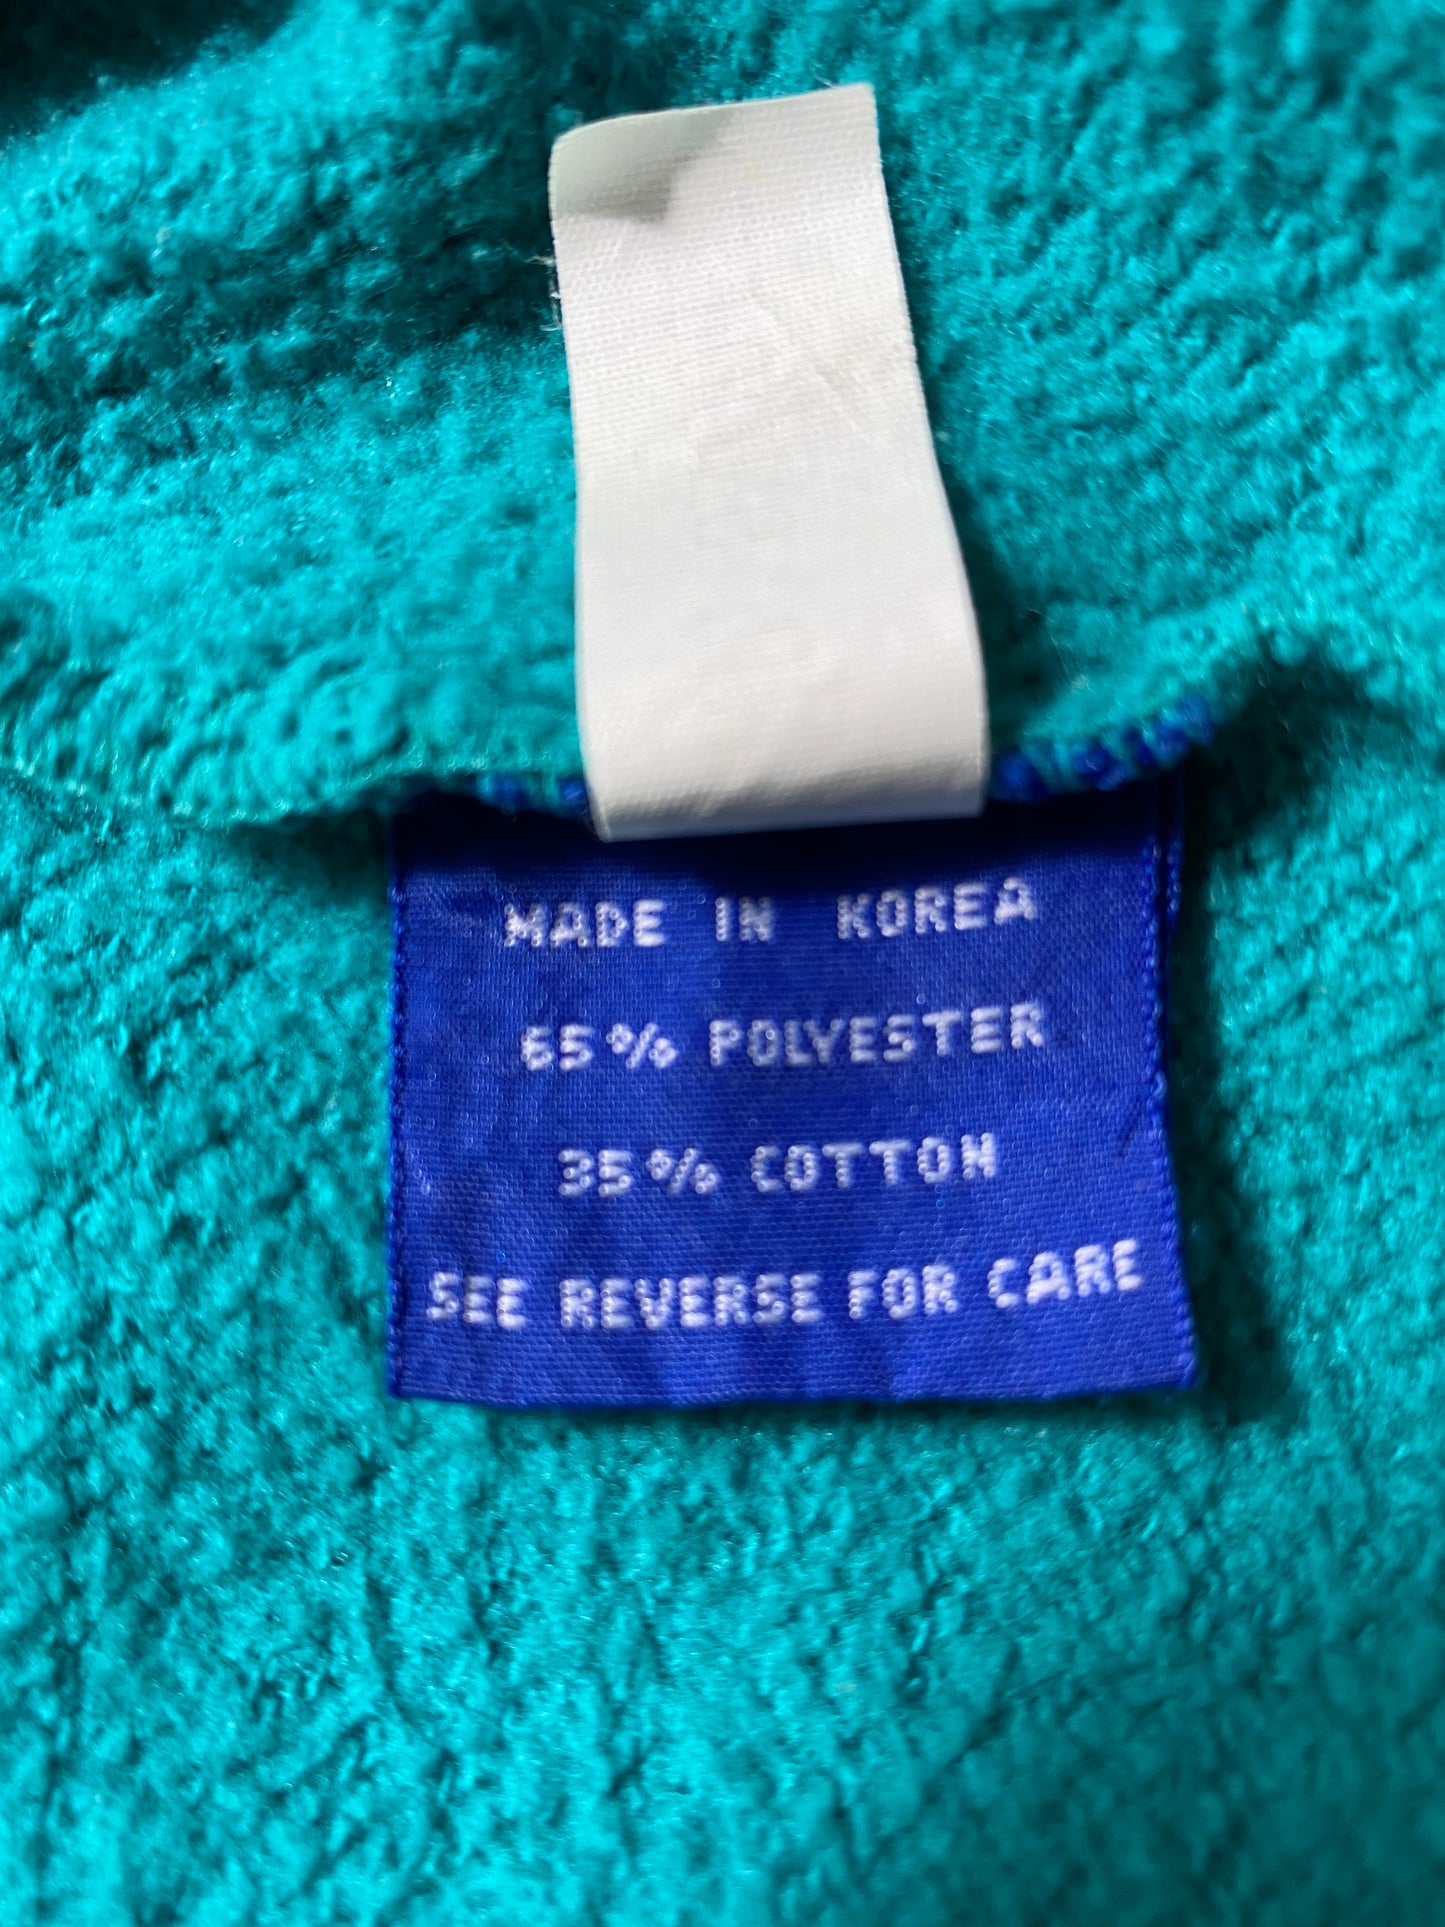 MADE IN KOREA
65% POLYESTER
35% COTTON
SEE REVERSE FOR CARE